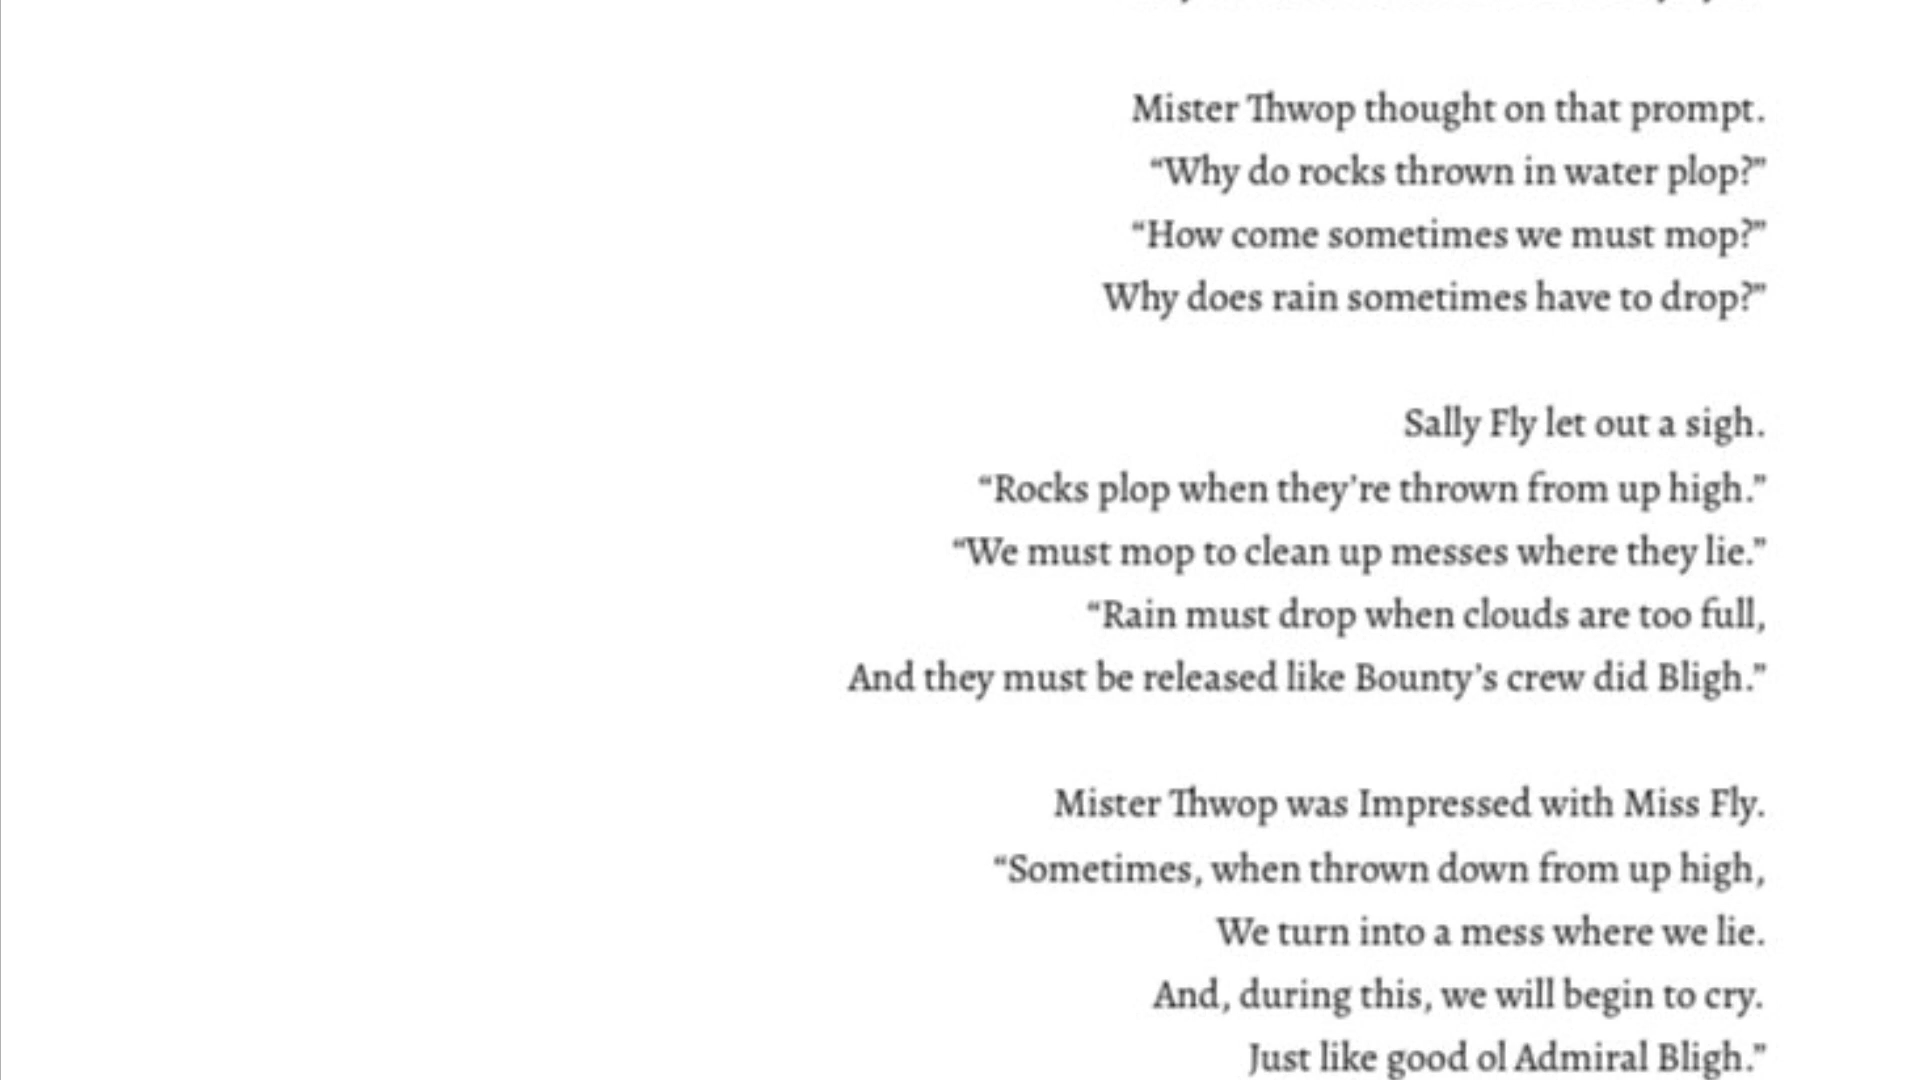 Mister Thwop thought on that prompt.
“Why do rocks thrown in water plop?”
“How come sometimes we must mop?”
Why does rain sometimes have to drop?”
Sally Fly let out a sigh.
“Rocks plop when they’re thrown from up high.”
“We must mop to clean up messes where they lie.”
“Rain must drop when clouds are too full,
And they must be released like Bounty’s crew did Bligh.”
Mister Thwop was Impressed with Miss Fly.
“Sometimes, when thrown down from up high,
We turn into a mess where we lie.
And, during this, we will begin to cry.
Just like good ol Admiral Bligh.”